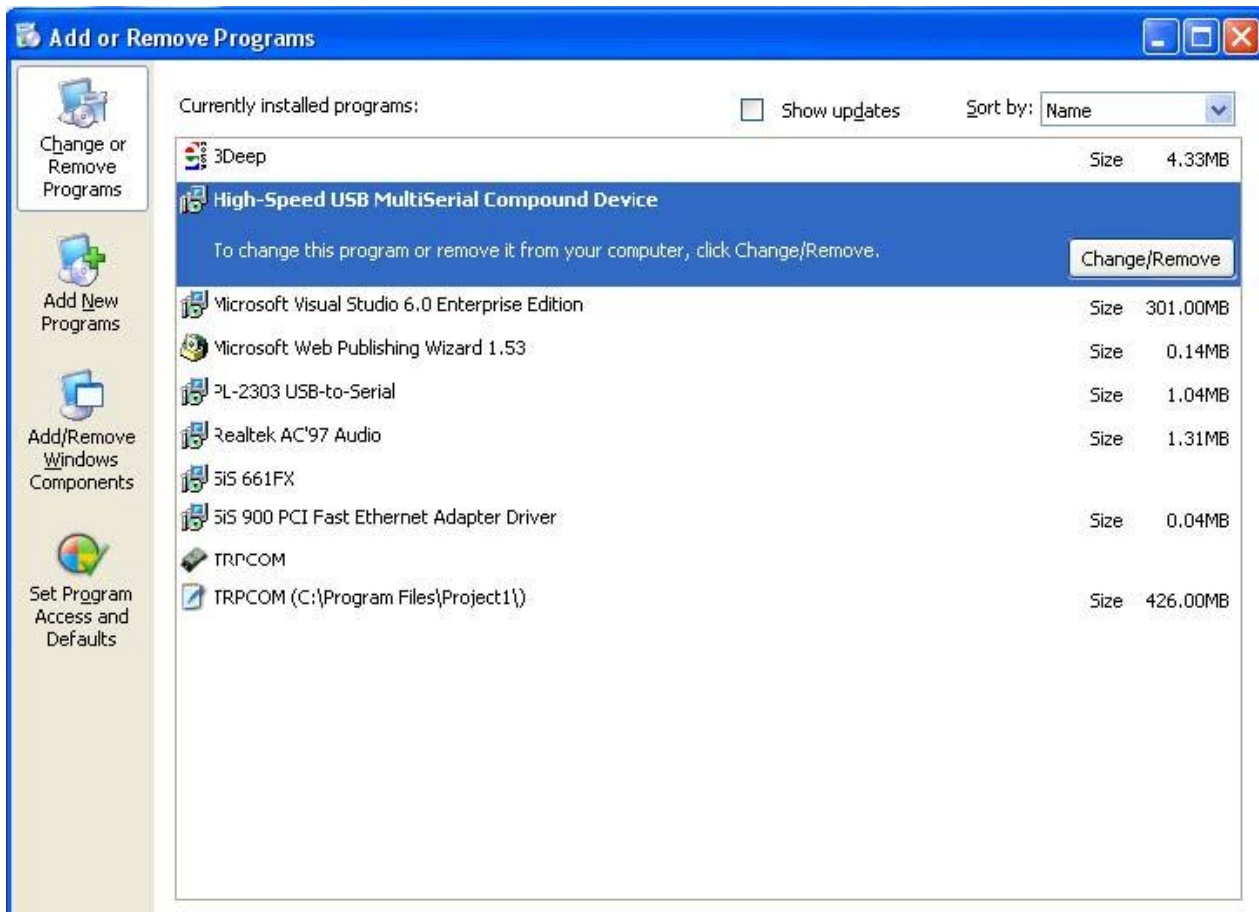 Add or Remove Programs
Change or
Remove
Programs
Add New
Programs
Add/Remove
Windows
Components
Set Program
Access and
Defaults
Currently installed programs:
Show updates
Sort by: Name
3Deep Size 4.33MB
High-Speed USB MultiSerial Compound Device
To change this program or remove it from your computer, click Change/Remove.
Change/Remove
Microsoft Visual Studio 6.0 Enterprise Edition Size 301.00MB
Microsoft Web Publishing Wizard 1.53 Size 0.14MB
PL-2303 USB-to-Serial Size 1.04MB
Realtek AC'97 Audio Size 1.31MB
SiS 661FX
SiS 900 PCI Fast Ethernet Adapter Driver Size 0.04MB
TRPCOM
TRPCOM (C:\Program Files\Project1\) Size 426.00MB